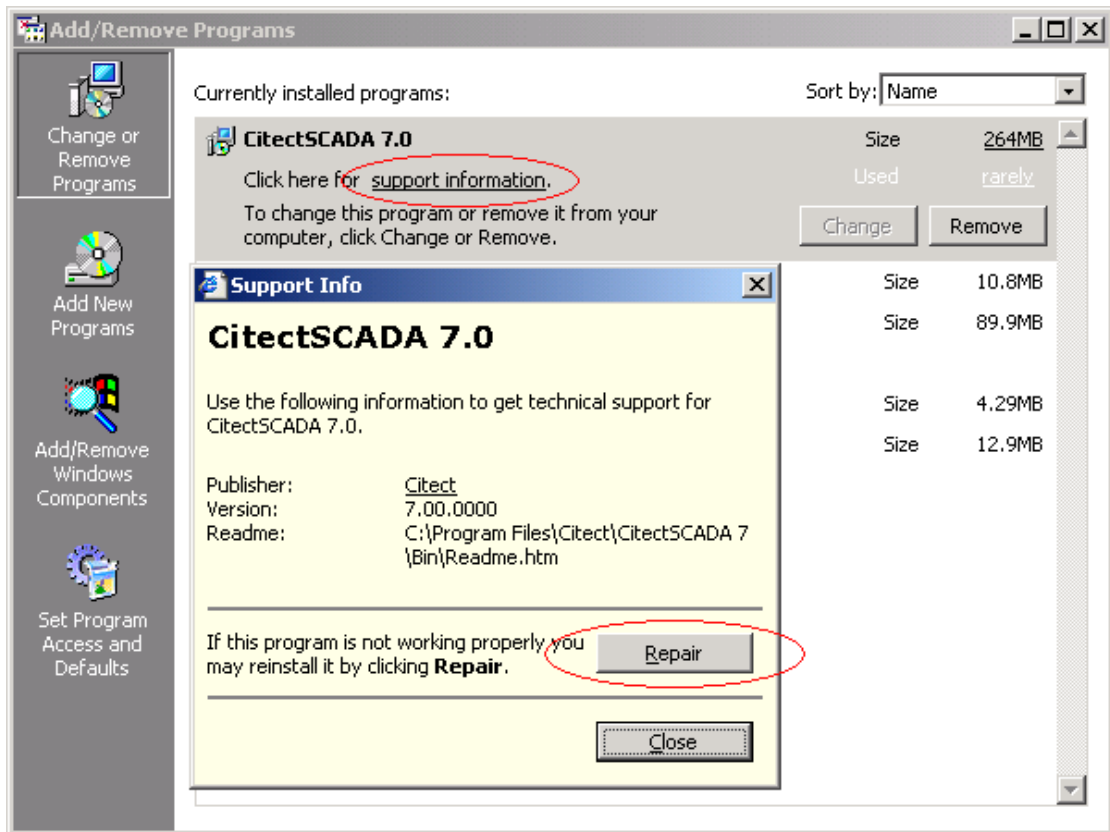 Add/Remove Programs
Change or
Remove
Programs
Add New
Programs
Add/Remove
Windows
Components
Set Program
Access and
Defaults
Currently installed programs:
Sort by: Name
CitectSCADA 7.0
Size 264MB
Click here for support information.
Used rarely
To change this program or remove it from your
computer, click Change or Remove.
Change Remove
Size 10.8MB
Size 89.9MB
Size 4.29MB
Size 12.9MB
Support Info
CitectSCADA 7.0
Use the following information to get technical support for
CitectSCADA 7.0.
Publisher: Citect
Version: 7.00.0000
Readme: C:\Program Files\Citect\CitectSCADA 7
\Bin\Readme.htm
If this program is not working properly you
may reinstall it by clicking Repair.
Repair
Close